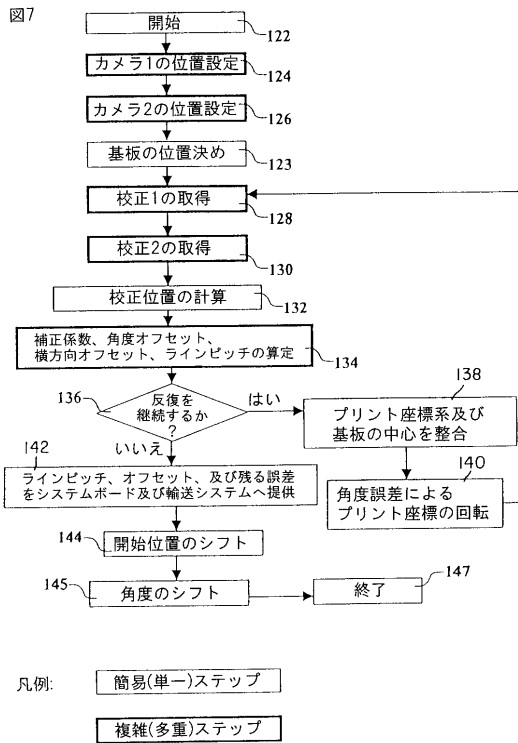 図7
開始
122
カメラ1の位置設定
124
カメラ2の位置設定
126
基板の位置決め
123
校正1の取得
128
校正2の取得
130
校正位置の計算
132
補正係数、角度オフセット、
横方向オフセット、ラインピッチの算定
134
136
反復を
継続するか
?
はい
いいえ
138
プリント座標系及び
基板の中心を整合
140
角度誤差による
プリント座標の回転
142
ラインピッチ、オフセット、及び残る誤差
をシステムボード及び輸送システムへ提供
144
開始位置のシフト
145
角度のシフト
147
終了
凡例:
簡易(単一)ステップ
複雑(多重)ステップ